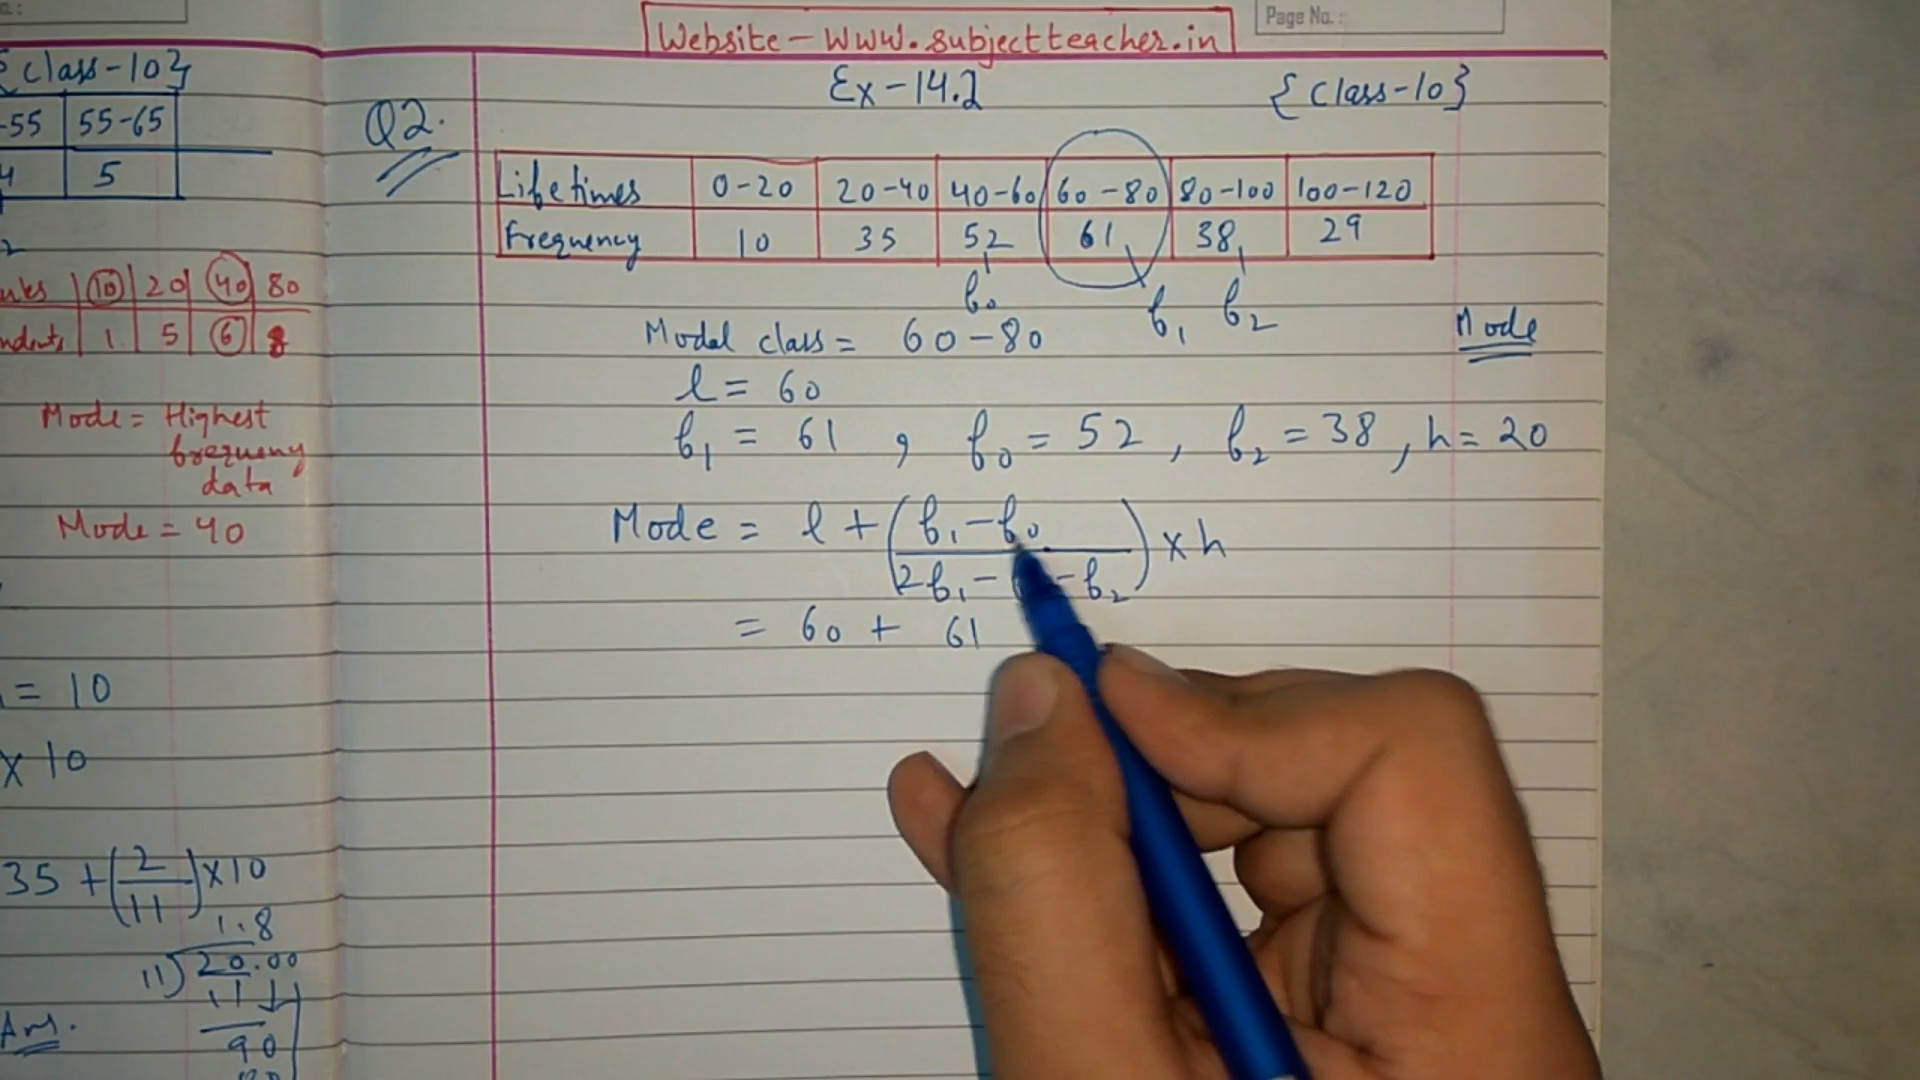 Website - www.subjectteacher.in
Page No. :
Ex-14.2
{Class-10}
Q2.
Lifetimes 0-20 20-40 40-60 60-80 80-100 100-120
Frequency 10 35 52 61 38 29
f₀ f₁ f₂
Modal class = 60-80
Mode
l = 60
f₁ = 61 , f₀ = 52 , f₂ = 38 , h = 20
Mode = l + (f₁ - f₀ / 2f₁ - - f₂) × h
= 60 + 61
{Class-10}
-55 55-65
4 5
10 20 40 80
1 5 6 8
Mode = Highest
frequency
data
Mode = 40
= 10
x 10
35 + (2/11) × 10
1.8
11) 20.00
11
90
Ans.